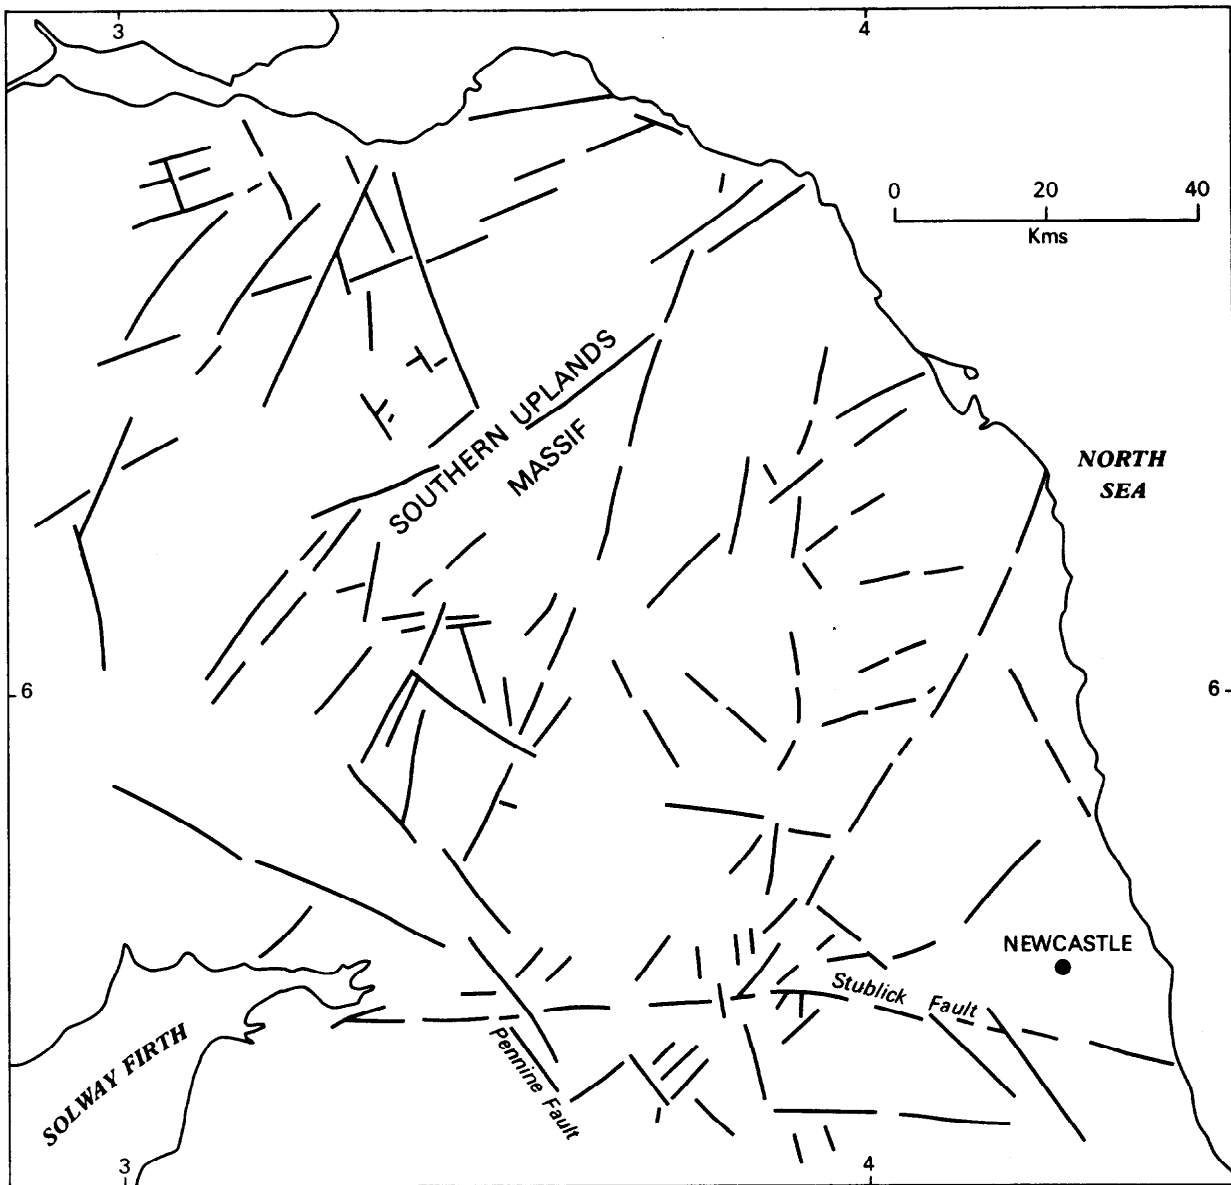 3
4
0
20
40
Kms
SOUTHERN UPLANDS
MASSIF
NORTH
SEA
6
6
NEWCASTLE
Stublick Fault
Pennine Fault
SOLWAY FIRTH
3
4